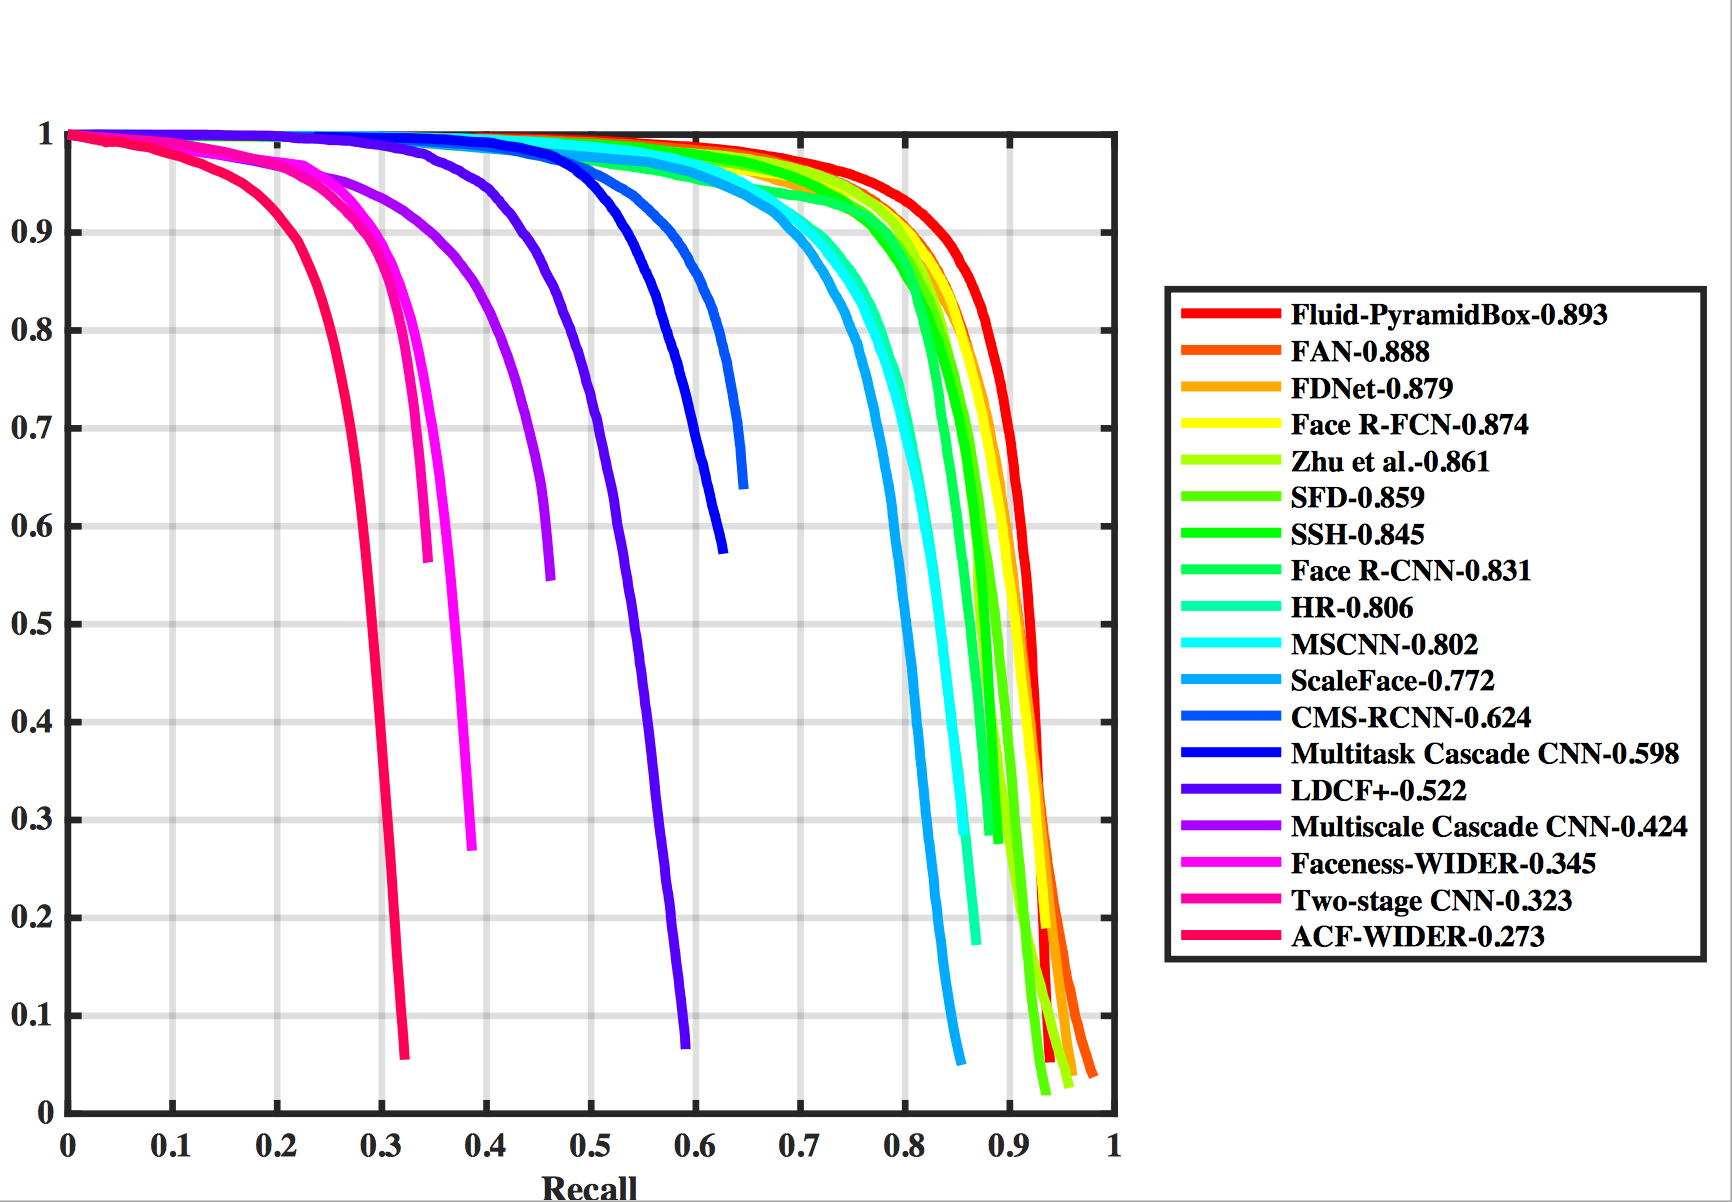 1
0.9
0.8
0.7
0.6
0.5
0.4
0.3
0.2
0.1
0
0 0.1 0.2 0.3 0.4 0.5 0.6 0.7 0.8 0.9 1
Recall
Fluid-PyramidBox-0.893
FAN-0.888
FDNet-0.879
Face R-FCN-0.874
Zhu et al.-0.861
SFD-0.859
SSH-0.845
Face R-CNN-0.831
HR-0.806
MSCNN-0.802
ScaleFace-0.772
CMS-RCNN-0.624
Multitask Cascade CNN-0.598
LDCF+-0.522
Multiscale Cascade CNN-0.424
Faceness-WIDER-0.345
Two-stage CNN-0.323
ACF-WIDER-0.273